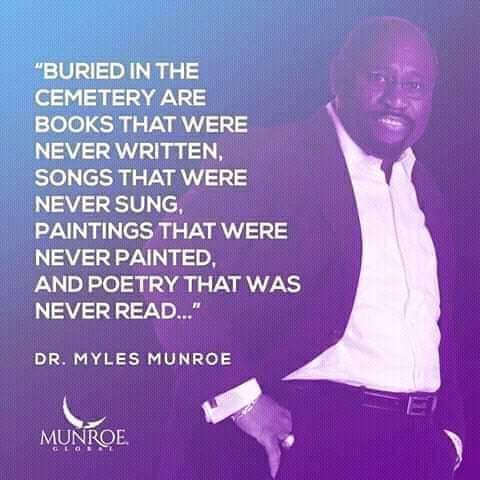 “BURIED IN THE
CEMETERY ARE
BOOKS THAT WERE
NEVER WRITTEN,
SONGS THAT WERE
NEVER SUNG,
PAINTINGS THAT WERE
NEVER PAINTED,
AND POETRY THAT WAS
NEVER READ...”
DR. MYLES MUNROE
MUNROE
GLOBAL